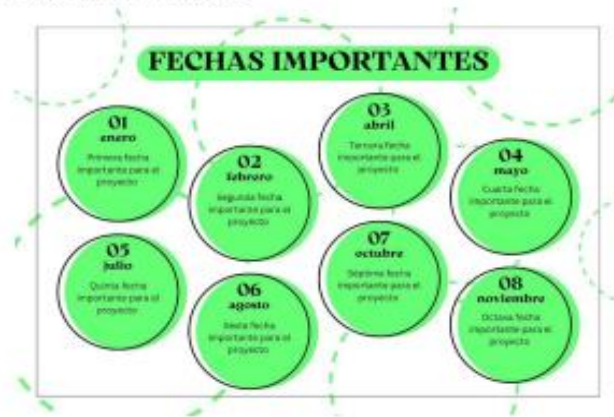 FECHAS IMPORTANTES
01
enero
Primera fecha
importante para el
proyecto
02
febrero
Segunda fecha
importante para el
proyecto
03
abril
Tercera fecha
importante para el
proyecto
04
mayo
Cuarta fecha
importante para el
proyecto
05
julio
Quinta fecha
importante para el
proyecto
06
agosto
Sexta fecha
importante para el
proyecto
07
octubre
Séptima fecha
importante para el
proyecto
08
noviembre
Octava fecha
importante para el
proyecto